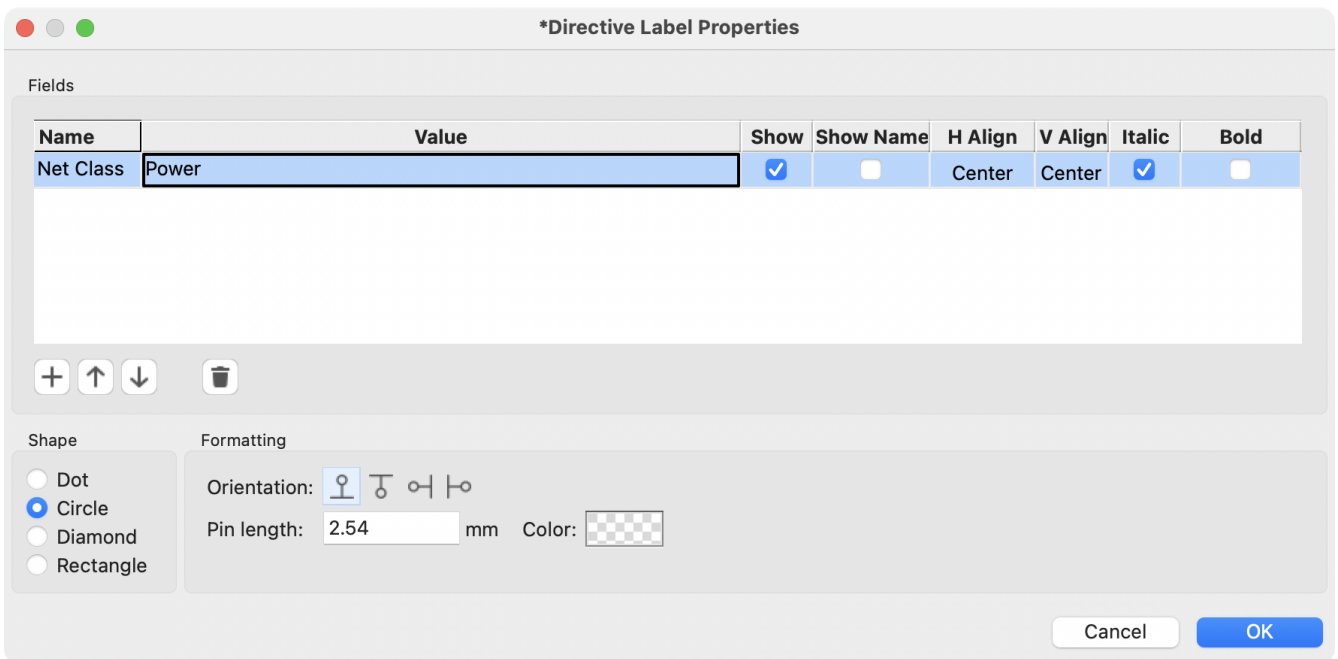 *Directive Label Properties
Fields
Name Value Show Show Name H Align V Align Italic Bold
Net Class Power Center Center
Shape Formatting
Dot
Circle
Diamond
Rectangle
Orientation:
Pin length: 2.54 mm Color:
Cancel OK